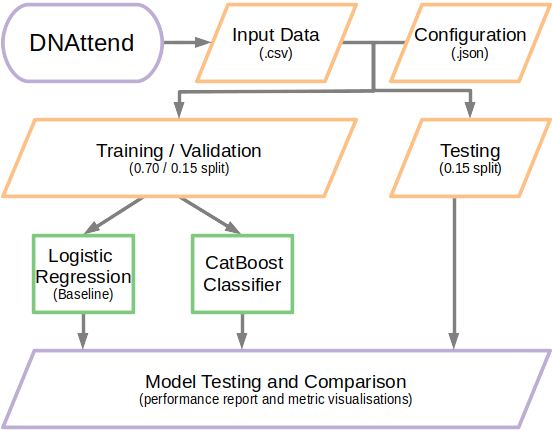 DNAttend
Input Data
(.csv)
Configuration
(.json)
Training / Validation
(0.70 / 0.15 split)
Testing
(0.15 split)
Logistic
Regression
(Baseline)
CatBoost
Classifier
Model Testing and Comparison
(performance report and metric visualisations)